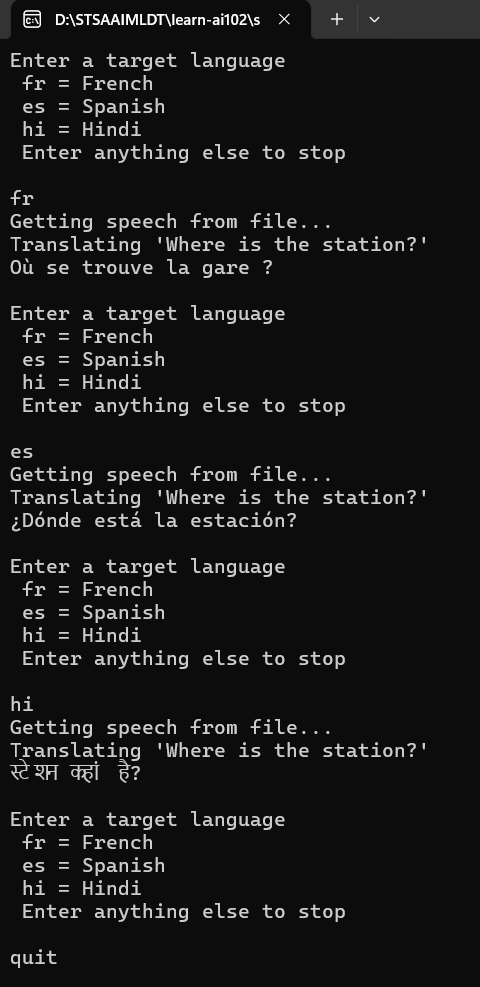 D:\STSAAIMLDT\learn-ai102\s
Enter a target language
 fr = French
 es = Spanish
 hi = Hindi
 Enter anything else to stop

fr
Getting speech from file...
Translating 'Where is the station?'
Où se trouve la gare ?

Enter a target language
 fr = French
 es = Spanish
 hi = Hindi
 Enter anything else to stop

es
Getting speech from file...
Translating 'Where is the station?'
¿Dónde está la estación?

Enter a target language
 fr = French
 es = Spanish
 hi = Hindi
 Enter anything else to stop

hi
Getting speech from file...
Translating 'Where is the station?'
स्टेशन कहां है?

Enter a target language
 fr = French
 es = Spanish
 hi = Hindi
 Enter anything else to stop

quit